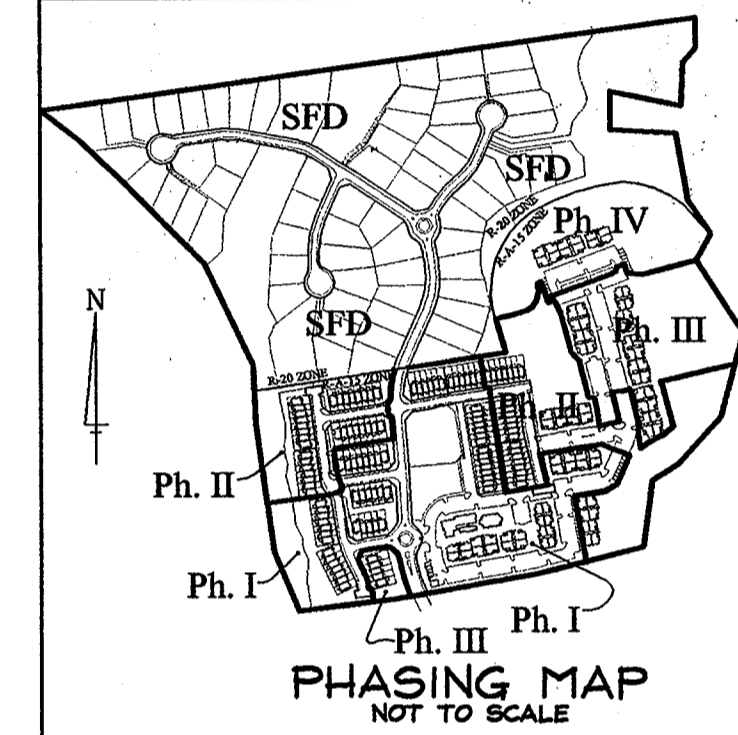 SFD
SFD
R-20 ZONE
R-A-15 ZONE
Ph. IV
N
SFD
Ph. III
R-20 ZONE
R-A-15 ZONE
Ph. II
Ph. II
Ph. I
Ph. I
Ph. III
PHASING MAP
NOT TO SCALE